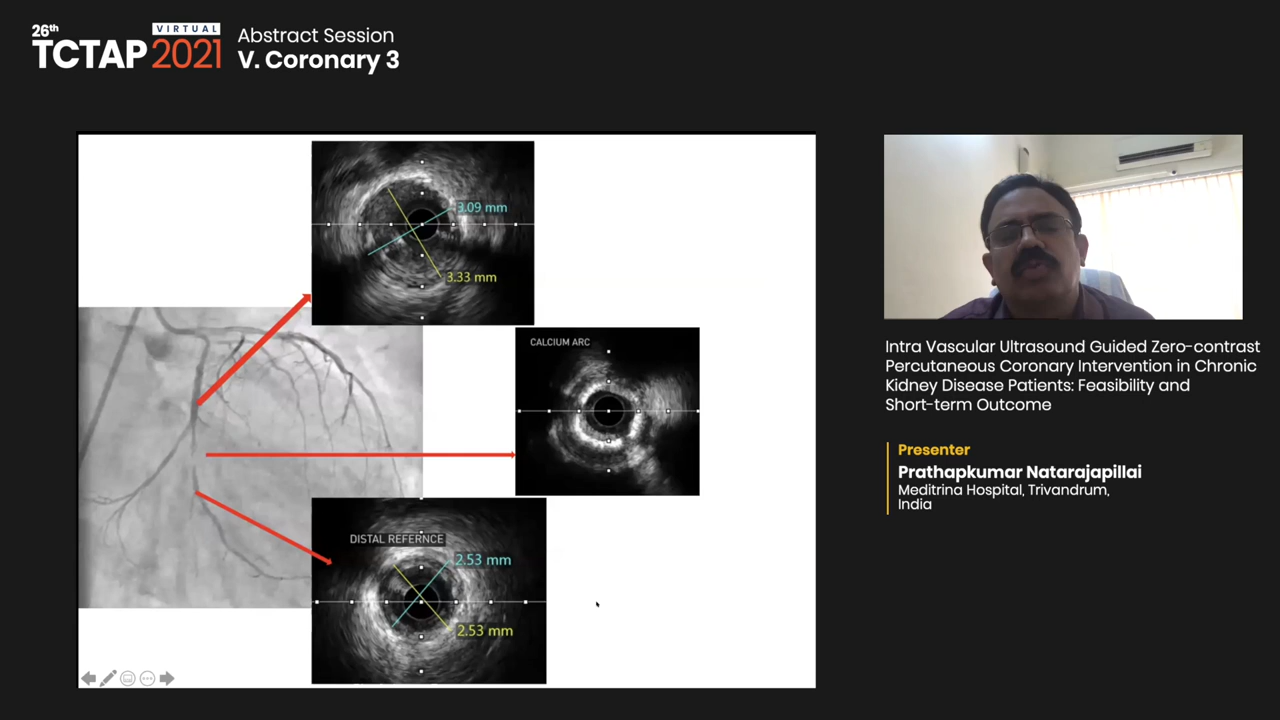 26th
VIRTUAL
TCTAP 2021
Abstract Session
V. Coronary 3
3.09 mm
3.33 mm
CALCIUM ARC
DISTAL REFERNCE
2.53 mm
2.53 mm
Intra Vascular Ultrasound Guided Zero-contrast
Percutaneous Coronary Intervention in Chronic
Kidney Disease Patients: Feasibility and
Short-term Outcome
Presenter
Prathapkumar Natarajapillai
Meditrina Hospital, Trivandrum,
India